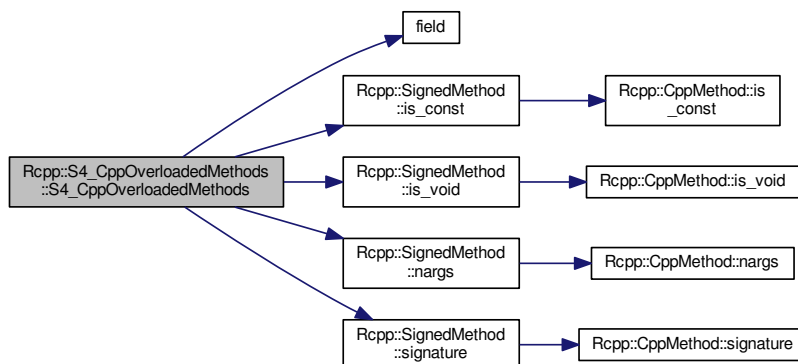 field
Rcpp::SignedMethod
::is_const
Rcpp::CppMethod::is
_const
Rcpp::S4_CppOverloadedMethods
::S4_CppOverloadedMethods
Rcpp::SignedMethod
::is_void
Rcpp::CppMethod::is_void
Rcpp::SignedMethod
::nargs
Rcpp::CppMethod::nargs
Rcpp::SignedMethod
::signature
Rcpp::CppMethod::signature